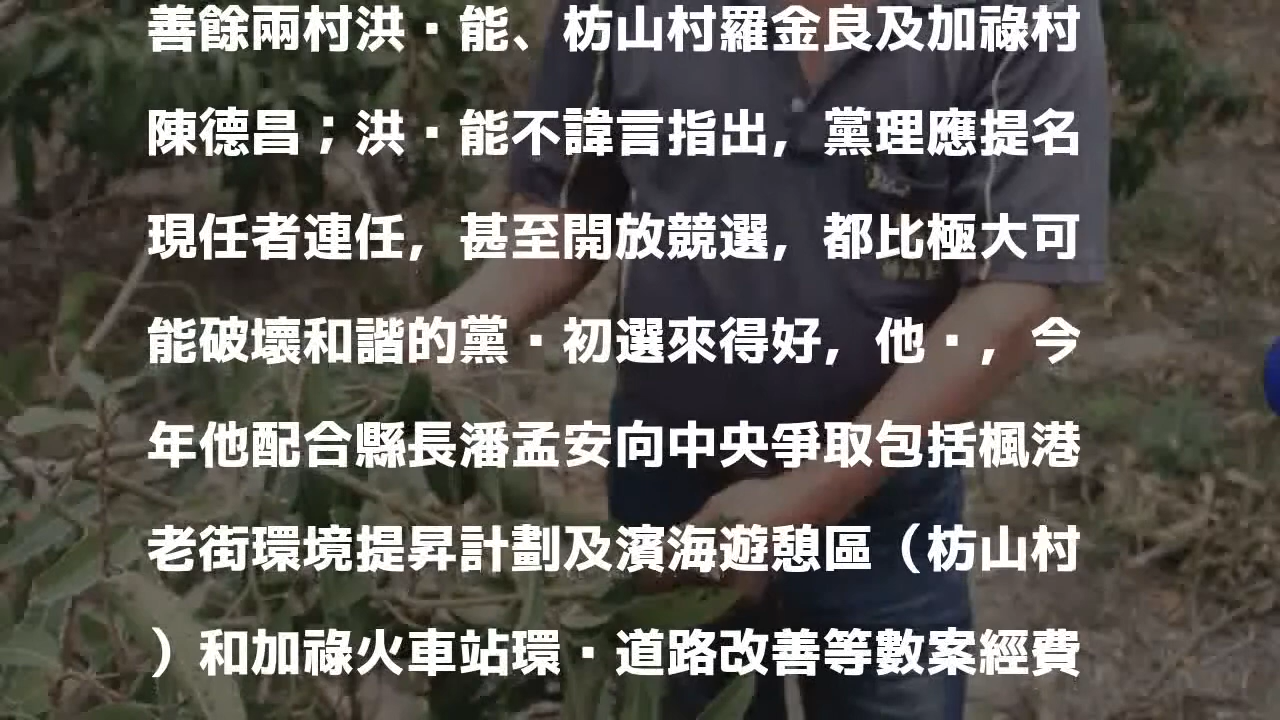 善餘兩村洪·能、枋山村羅金良及加祿村
陳德昌；洪·能不諱言指出，黨理應提名
現任者連任，甚至開放競選，都比極大可
能破壞和諧的黨·初選來得好，他·，今
年他配合縣長潘孟安向中央爭取包括楓港
老街環境提昇計劃及濱海遊憩區（枋山村
）和加祿火車站環·道路改善等數案經費